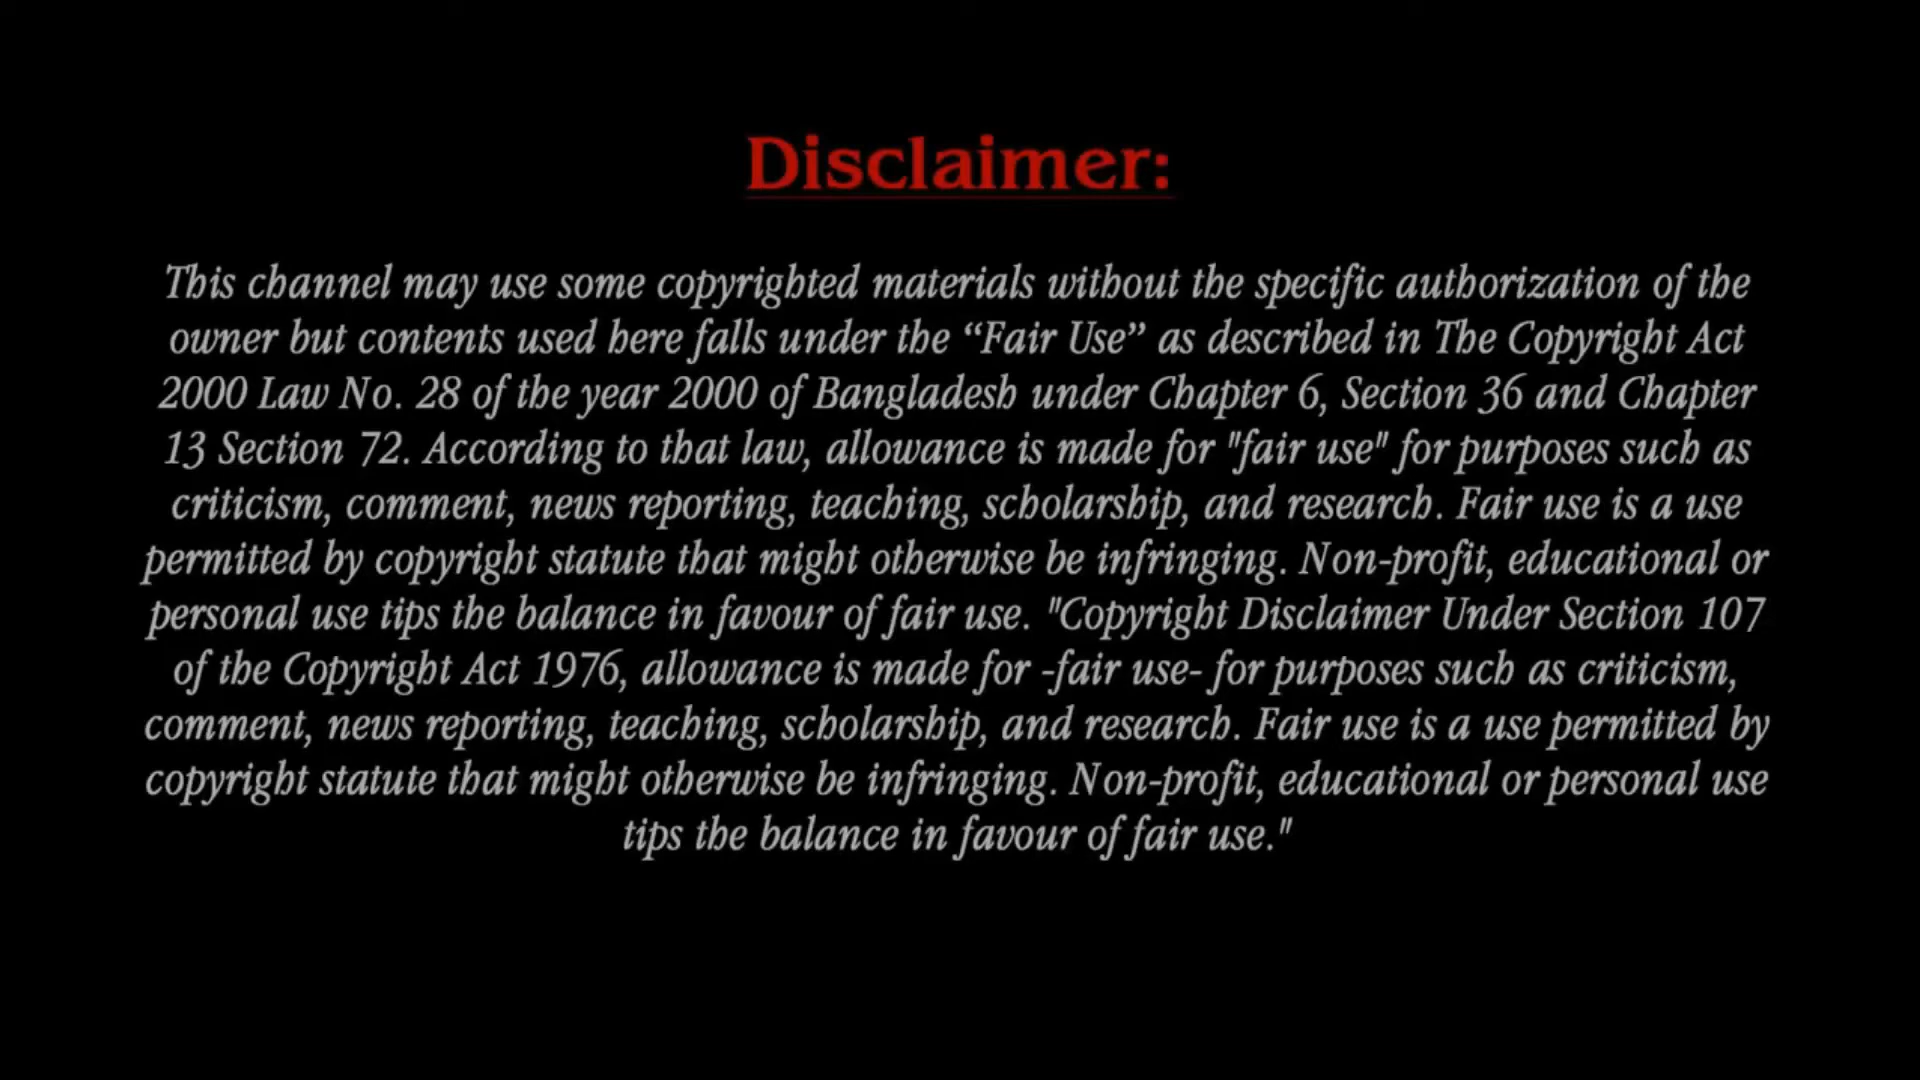 Disclaimer:
This channel may use some copyrighted materials without the specific authorization of the
owner but contents used here falls under the “Fair Use” as described in The Copyright Act
2000 Law No. 28 of the year 2000 of Bangladesh under Chapter 6, Section 36 and Chapter
13 Section 72. According to that law, allowance is made for "fair use" for purposes such as
criticism, comment, news reporting, teaching, scholarship, and research. Fair use is a use
permitted by copyright statute that might otherwise be infringing. Non-profit, educational or
personal use tips the balance in favour of fair use. "Copyright Disclaimer Under Section 107
of the Copyright Act 1976, allowance is made for -fair use- for purposes such as criticism,
comment, news reporting, teaching, scholarship, and research. Fair use is a use permitted by
copyright statute that might otherwise be infringing. Non-profit, educational or personal use
tips the balance in favour of fair use."